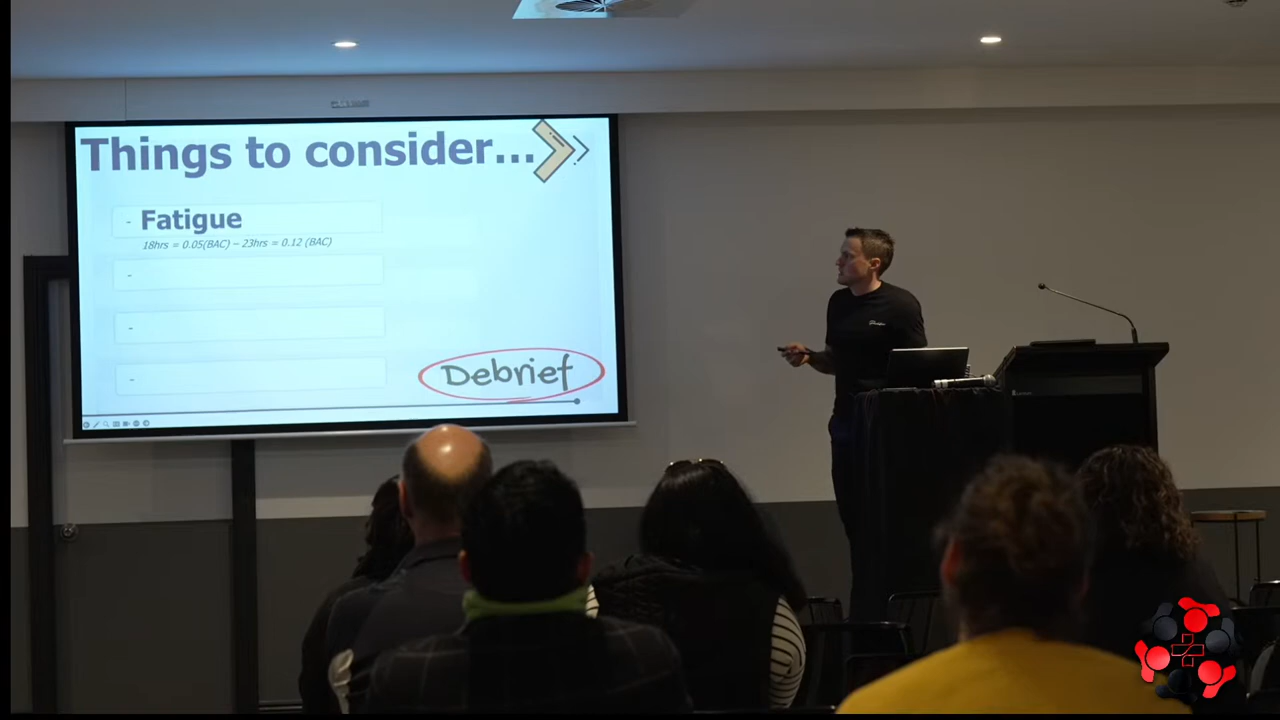 Things to consider...
- Fatigue
18hrs = 0.05(BAC) – 23hrs = 0.12 (BAC)
-
-
-
Debrief